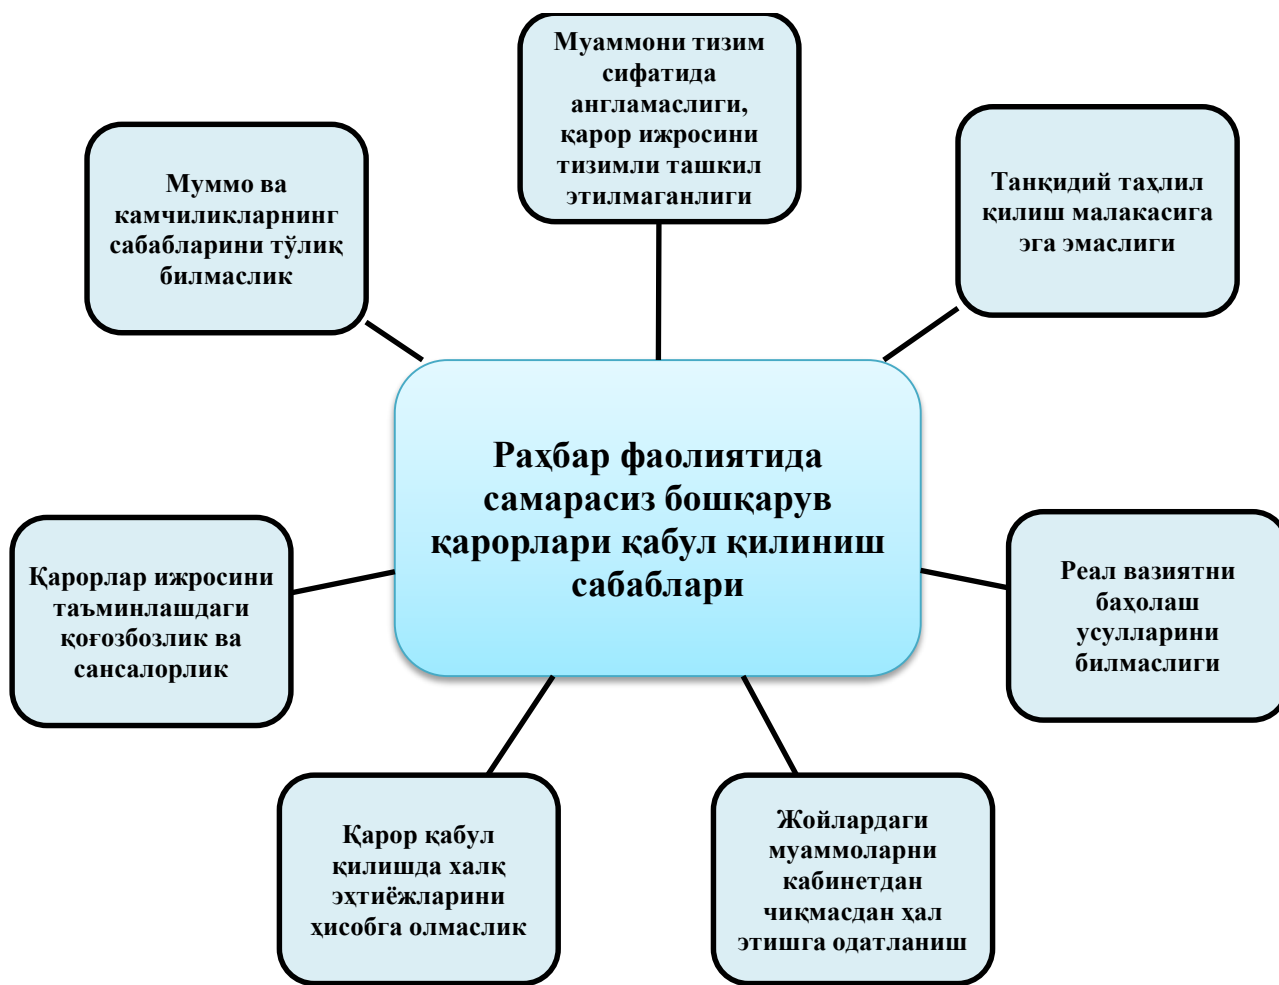 Муаммони тизим
сифатида
англамаслиги,
қарор ижросини
тизимли ташкил
этилмаганлиги
Муммо ва
камчиликларнинг
сабабларини тўлиқ
билмаслик
Танқидий таҳлил
қилиш малакасига
эга эмаслиги
Раҳбар фаолиятида
самарасиз бошқарув
қарорлари қабул қилиниш
сабаблари
Қарорлар ижросини
таъминлашдаги
қоғозбозлик ва
сансалорлик
Реал вазиятни
баҳолаш
усулларини
билмаслиги
Қарор қабул
қилишда халқ
эҳтиёжларини
ҳисобга олмаслик
Жойлардаги
муаммоларни
кабинетдан
чиқмасдан ҳал
этишга одатланиш